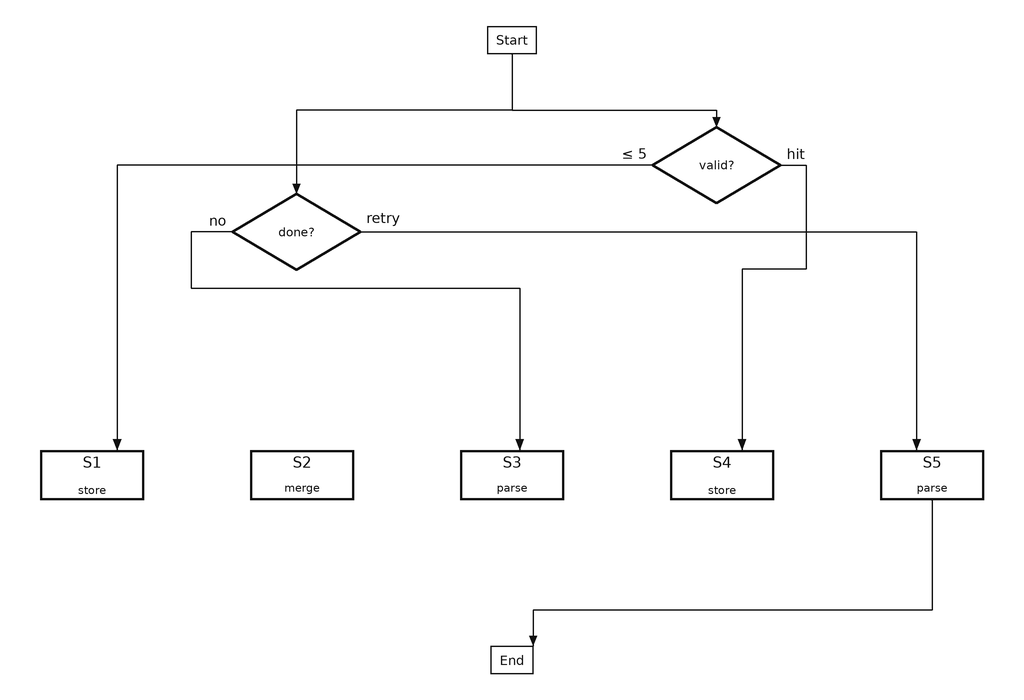 Start
≤ 5
valid?
hit
no
done?
retry
S1
store
S2
merge
S3
parse
S4
store
S5
parse
End